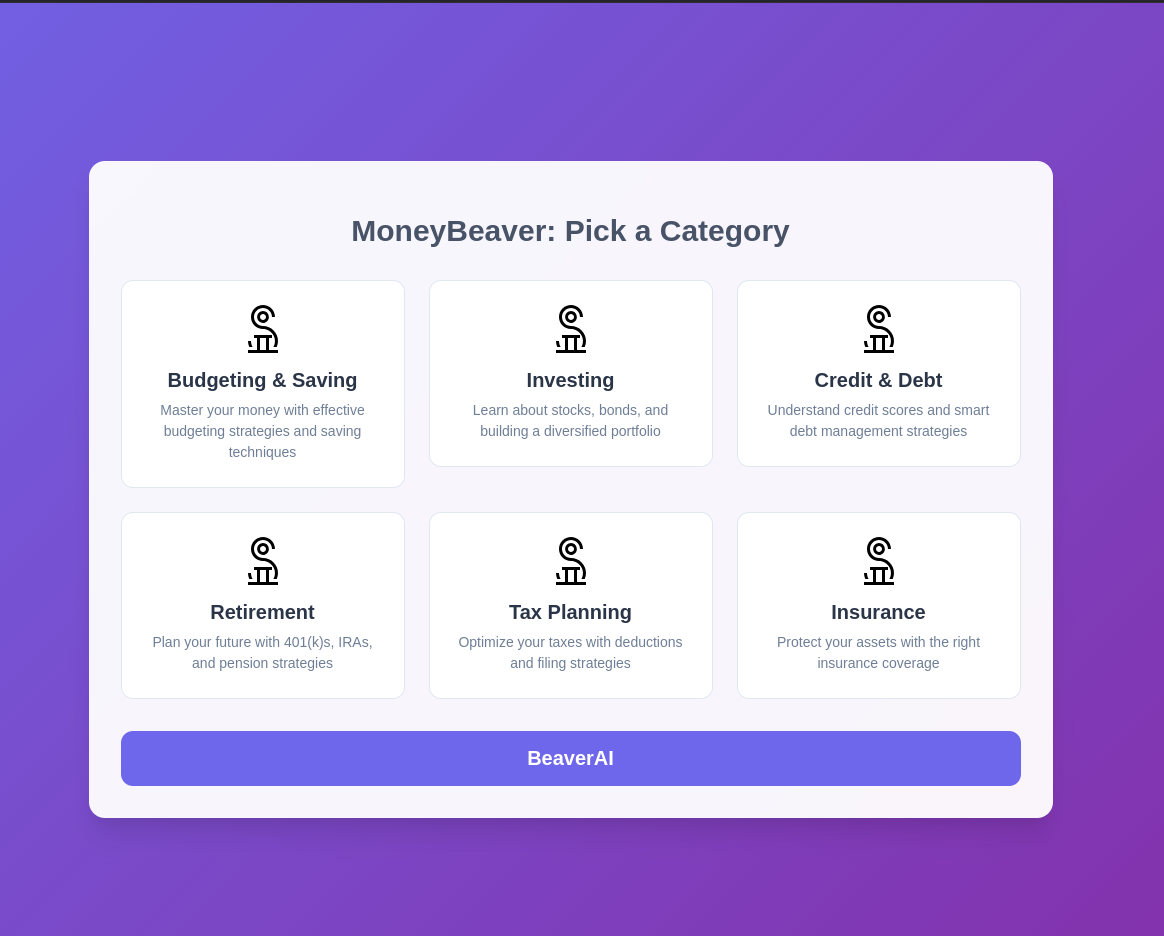 MoneyBeaver: Pick a Category
Budgeting & Saving
Master your money with effective
budgeting strategies and saving
techniques
Investing
Learn about stocks, bonds, and
building a diversified portfolio
Credit & Debt
Understand credit scores and smart
debt management strategies
Retirement
Plan your future with 401(k)s, IRAs,
and pension strategies
Tax Planning
Optimize your taxes with deductions
and filing strategies
Insurance
Protect your assets with the right
insurance coverage
BeaverAI